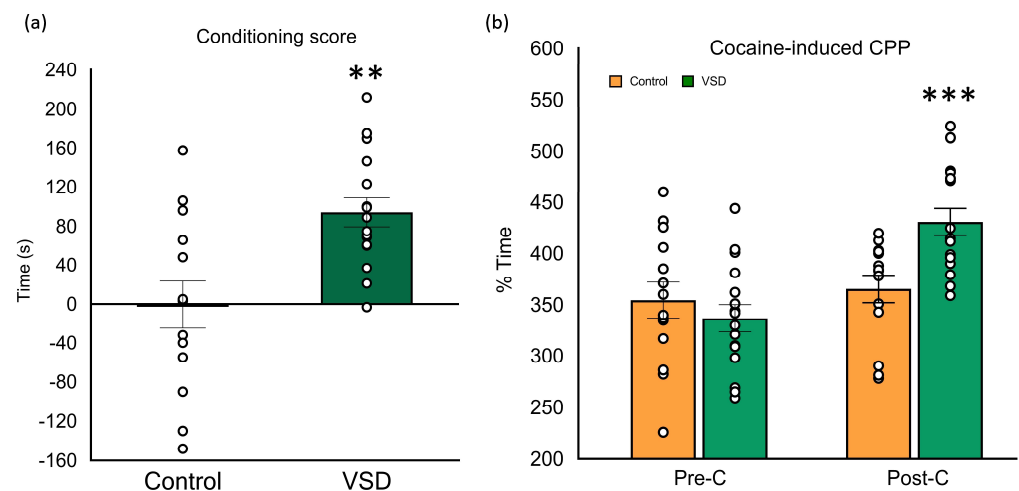 (a)
Conditioning score
240
200
160
120
80
40
0
-40
-80
-120
-160
Time (s)
**
Control
VSD
(b)
Cocaine-induced CPP
600
550
500
450
400
350
300
250
200
% Time
Control VSD
***
Pre-C
Post-C